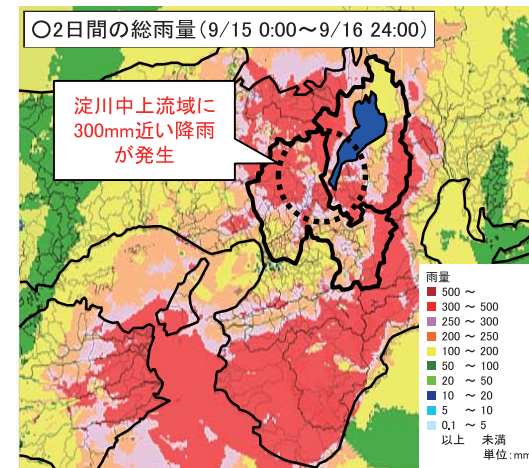 ○2日間の総雨量(9/15 0:00～9/16 24:00)
淀川中上流域に
300mm近い降雨
が発生
雨量
500 ～
300 ～ 500
250 ～ 300
200 ～ 250
100 ～ 200
50 ～ 100
20 ～ 50
10 ～ 20
5 ～ 10
0.1 ～ 5
以上 未満
単位:mm